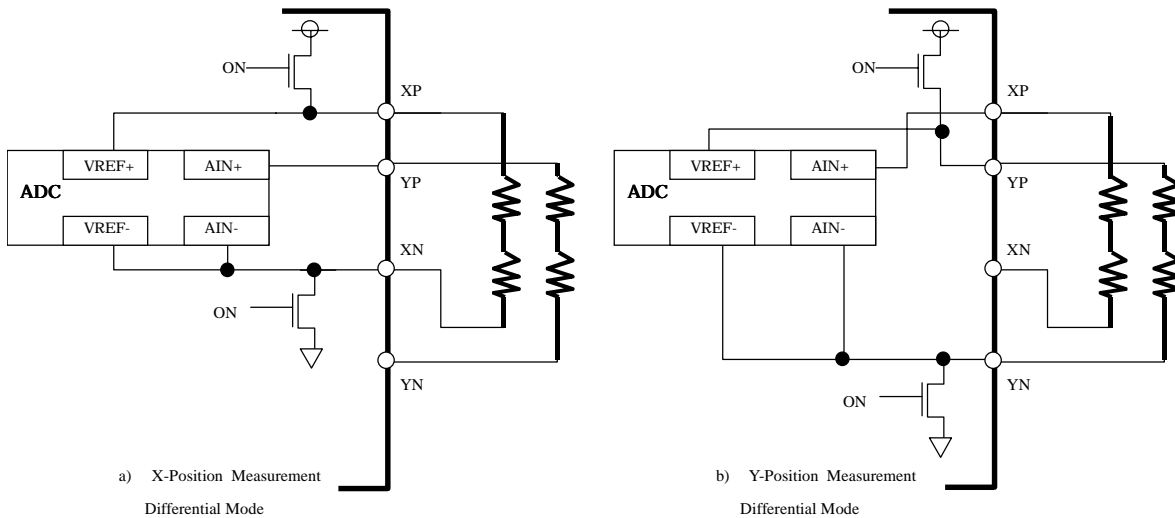 ON
XP
VREF+ AIN+
YP
ADC
VREF- AIN-
XN
ON
YN
a) X-Position Measurement
Differential Mode
ON
XP
VREF+ AIN+
YP
ADC
VREF- AIN-
XN
ON
YN
b) Y-Position Measurement
Differential Mode